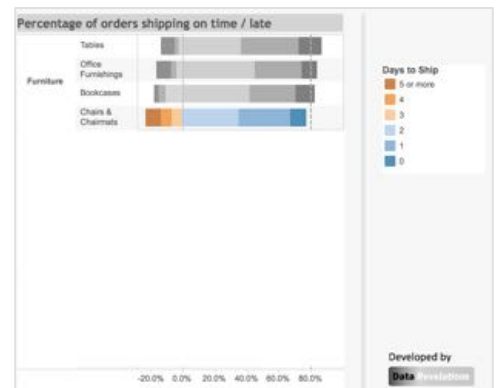 Percentage of orders shipping on time / late
Furniture
Tables
Office
Furnishings
Bookcases
Chairs &
Chairmats
-20.0% 0.0% 20.0% 40.0% 60.0% 80.0%
Days to Ship
5 or more
4
3
2
1
0
Developed by
Data Revelations